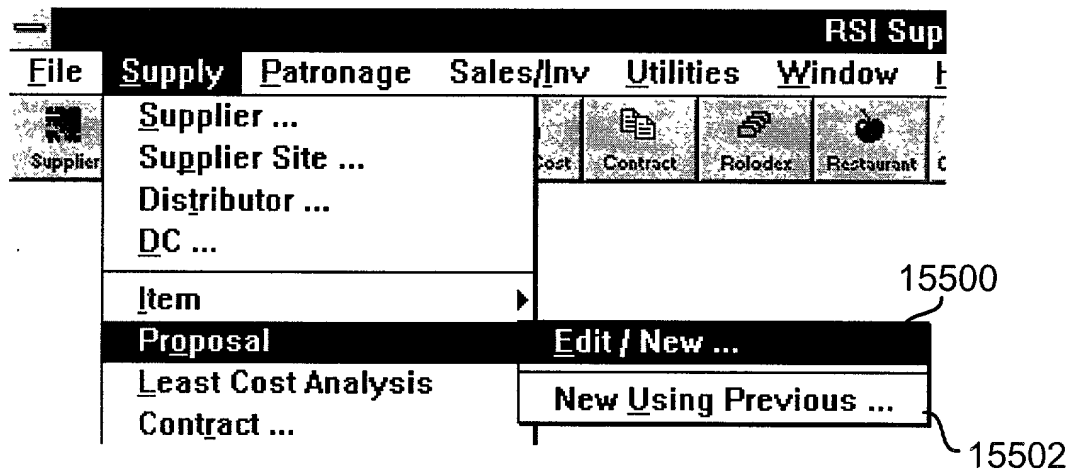 RSI Sup
File Supply Patronage Sales/Inv Utilities Window H
Supplier Cost Contract Rolodex Restaurant
Supplier ...
Supplier Site ...
Distributor ...
DC ...
Item
Proposal
Edit / New ...
15500
Least Cost Analysis
New Using Previous ...
15502
Contract ...